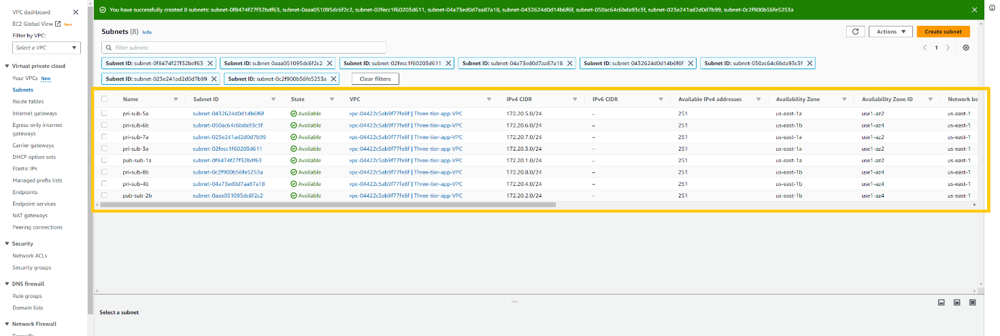 VPC dashboard
EC2 Global View New
Filter by VPC:
Select a VPC
Virtual private cloud
Your VPCs New
Subnets
Route tables
Internet gateways
Egress-only internet
gateways
Carrier gateways
DHCP option sets
Elastic IPs
Managed prefix lists
Endpoints
Endpoint services
NAT gateways
Peering connections
Security
Network ACLs
Security groups
DNS firewall
Rule groups
Domain lists
Network Firewall
Firewalls
You have successfully created 8 subnets: subnet-0f8474f27f32bdf63, subnet-0aaa051095dc6f2c2, subnet-02fecc1f60203d611, subnet-04a73ed0d7aa87a18, subnet-0432624d0d14b6f6f, subnet-050ac64c6bda93c3f, subnet-023e241ad2d0d7b99, subnet-0c2f900b56fe5253a
Subnets (8) Info
Actions
Create subnet
Filter subnets
1
Subnet ID: subnet-0f8474f27f32bdf63 Subnet ID: subnet-0aaa051095dc6f2c2 Subnet ID: subnet-02fecc1f60203d611 Subnet ID: subnet-04a73ed0d7aa87a18 Subnet ID: subnet-0432624d0d14b6f6f Subnet ID: subnet-050ac64c6bda93c3f
Subnet ID: subnet-023e241ad2d0d7b99 Subnet ID: subnet-0c2f900b56fe5253a Clear filters
Name Subnet ID State VPC IPv4 CIDR IPv6 CIDR Available IPv4 addresses Availability Zone Availability Zone ID Network bo
pri-sub-5a subnet-0432624d0d14b6f6f Available vpc-04422c5ab9f77fe8f | Three-tier-app-VPC 172.20.5.0/24 – 251 us-east-1a use1-az2 us-east-1
pri-sub-6b subnet-050ac64c6bda93c3f Available vpc-04422c5ab9f77fe8f | Three-tier-app-VPC 172.20.6.0/24 – 251 us-east-1b use1-az4 us-east-1
pri-sub-7a subnet-023e241ad2d0d7b99 Available vpc-04422c5ab9f77fe8f | Three-tier-app-VPC 172.20.7.0/24 – 251 us-east-1a use1-az2 us-east-1
pri-sub-3a subnet-02fecc1f60203d611 Available vpc-04422c5ab9f77fe8f | Three-tier-app-VPC 172.20.3.0/24 – 251 us-east-1a use1-az2 us-east-1
pub-sub-1a subnet-0f8474f27f32bdf63 Available vpc-04422c5ab9f77fe8f | Three-tier-app-VPC 172.20.1.0/24 – 251 us-east-1a use1-az2 us-east-1
pri-sub-8b subnet-0c2f900b56fe5253a Available vpc-04422c5ab9f77fe8f | Three-tier-app-VPC 172.20.8.0/24 – 251 us-east-1b use1-az4 us-east-1
pri-sub-4b subnet-04a73ed0d7aa87a18 Available vpc-04422c5ab9f77fe8f | Three-tier-app-VPC 172.20.4.0/24 – 251 us-east-1b use1-az4 us-east-1
pub-sub-2b subnet-0aaa051095dc6f2c2 Available vpc-04422c5ab9f77fe8f | Three-tier-app-VPC 172.20.2.0/24 – 251 us-east-1b use1-az4 us-east-1
Select a subnet